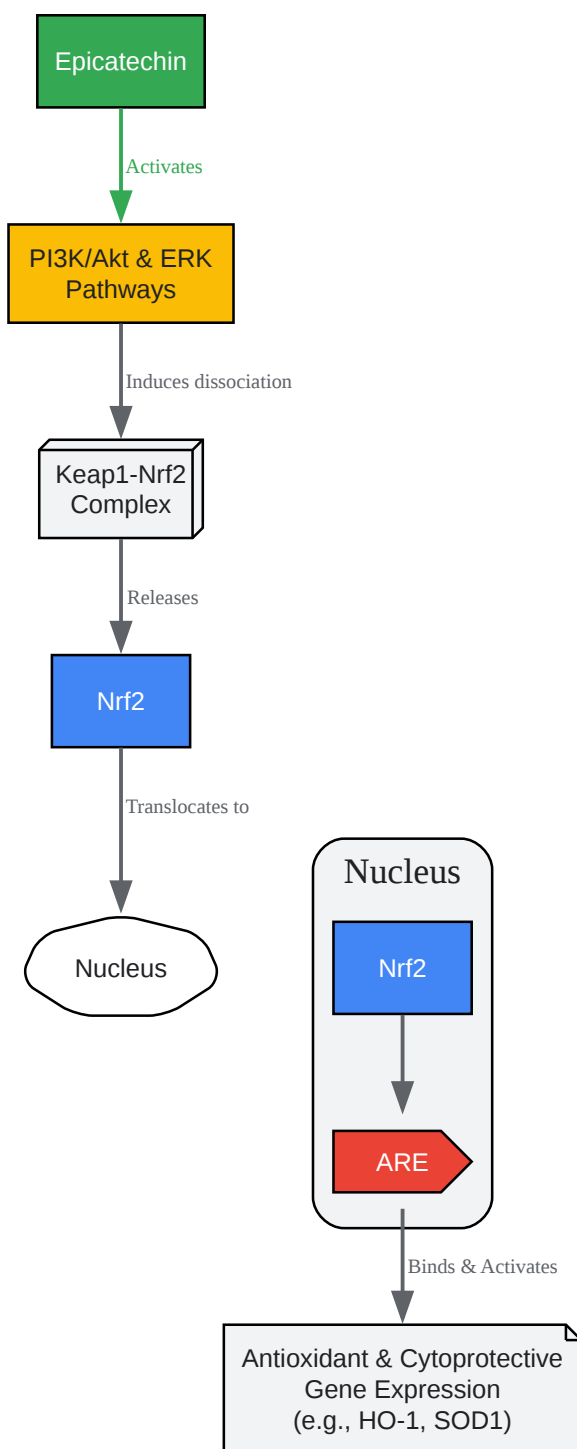 Epicatechin
Activates
PI3K/Akt & ERK
Pathways
Induces dissociation
Keap1-Nrf2
Complex
Releases
Nrf2
Translocates to
Nucleus
Nucleus
Nrf2
ARE
Binds & Activates
Antioxidant & Cytoprotective
Gene Expression
(e.g., HO-1, SOD1)